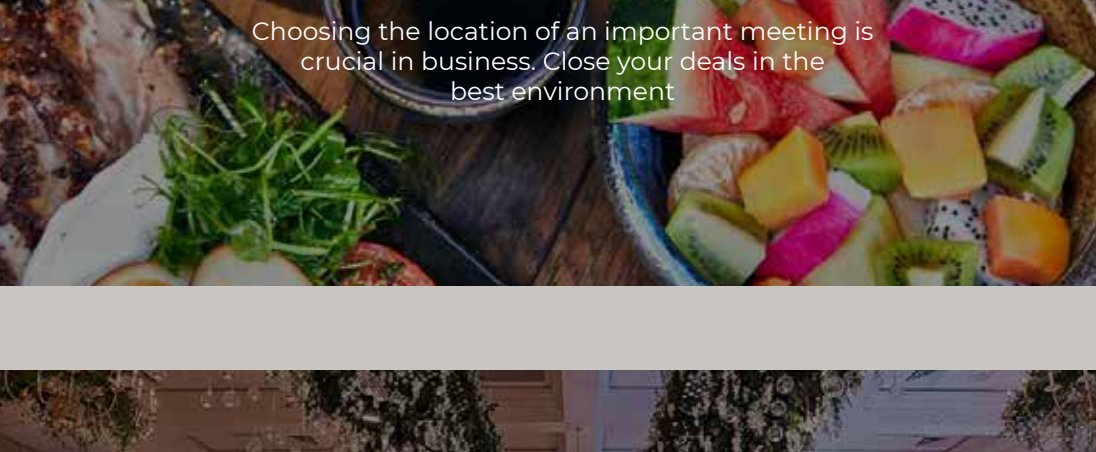 Choosing the location of an important meeting is
crucial in business. Close your deals in the
best environment